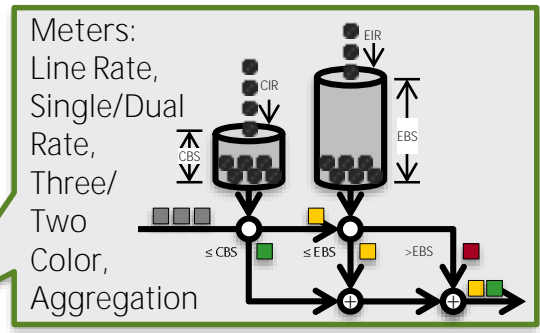 Meters:
Line Rate,
Single/Dual
Rate,
Three/
Two
Color,
Aggregation
EIR
CIR
CBS
EBS
≤ CBS
≤ EBS
>EBS